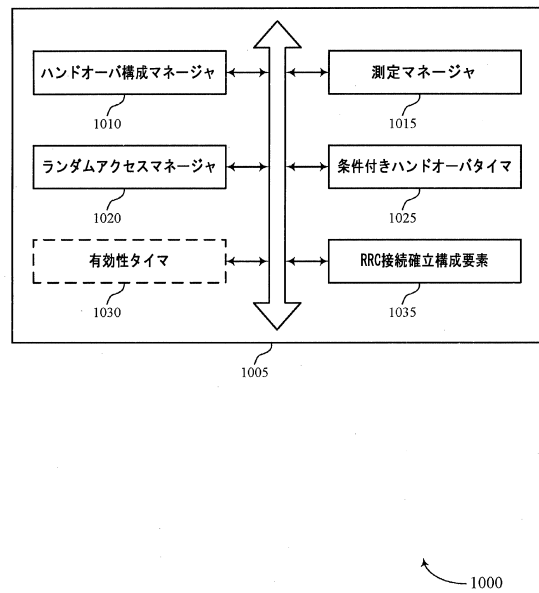 ハンドオーバ構成マネージャ
1010
測定マネージャ
1015
ランダムアクセスマネージャ
1020
条件付きハンドオーバタイマ
1025
有効性タイマ
1030
RRC接続確立構成要素
1035
1005
1000